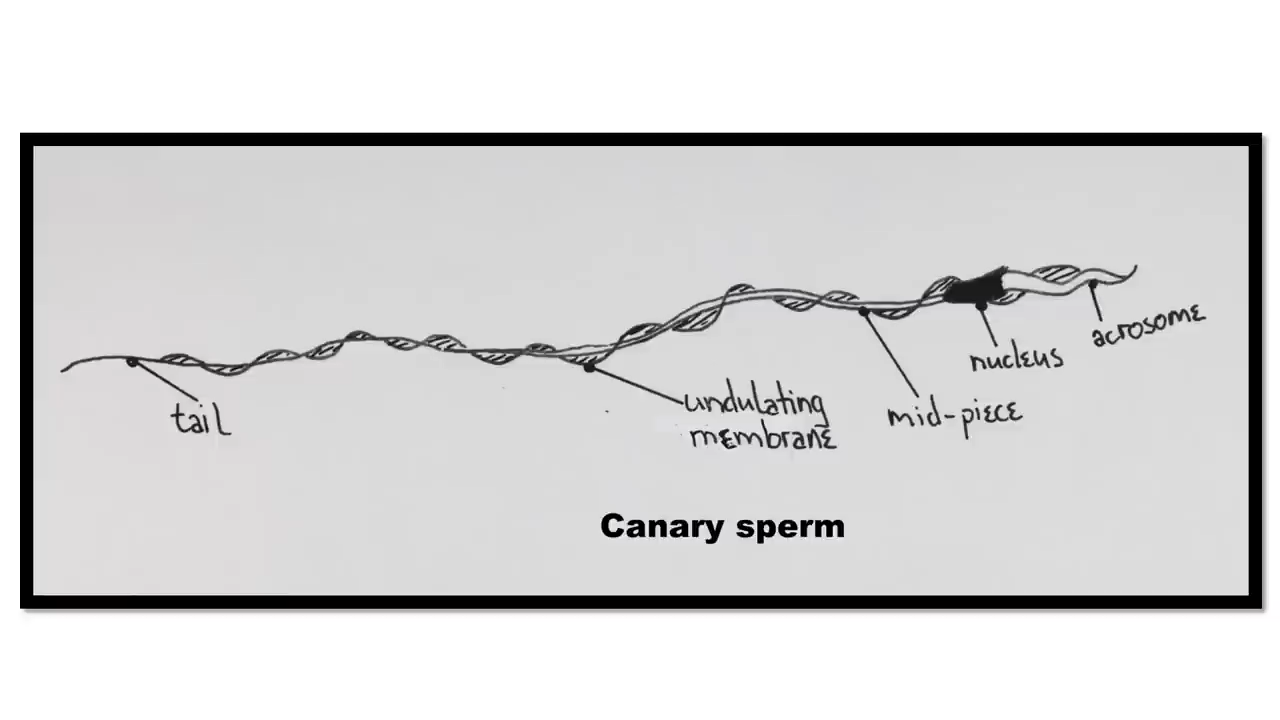 acrosome
nucleus
mid-piece
undulating
membrane
tail
Canary sperm